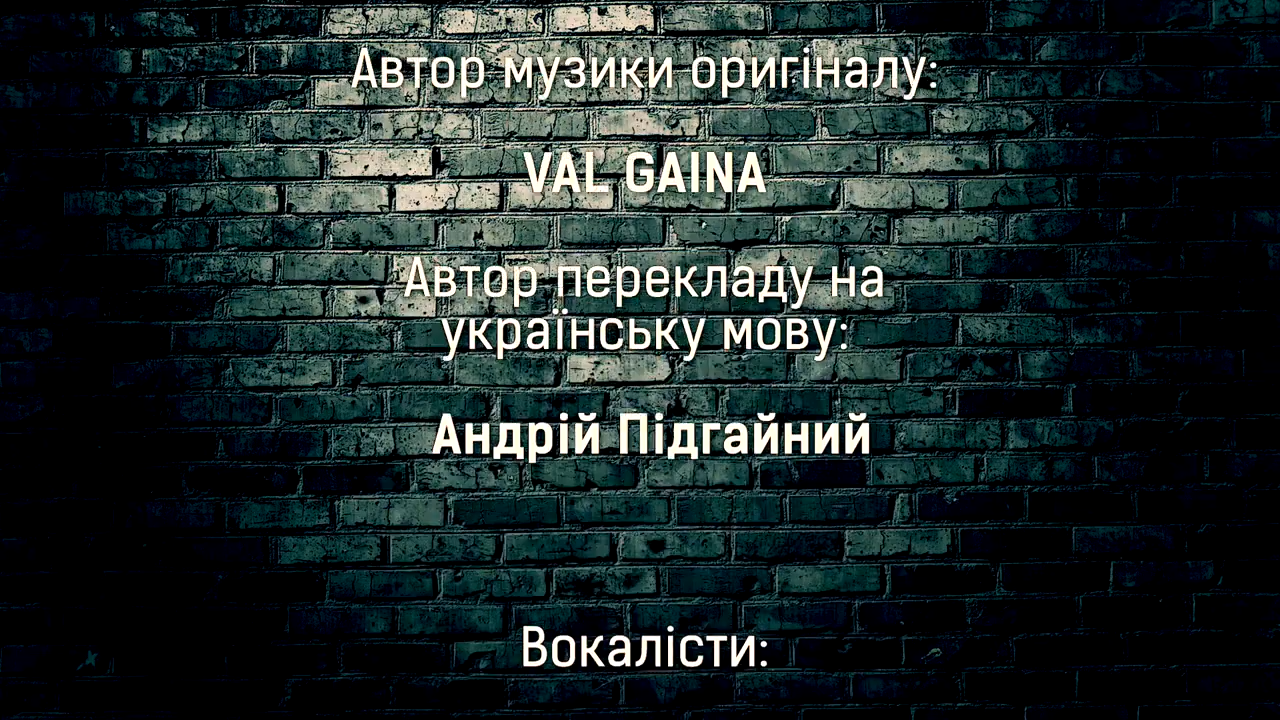 Автор музики оригіналу:
VAL GAINA
Автор перекладу на
українську мову:
Андрій Підгайний
Вокалісти: